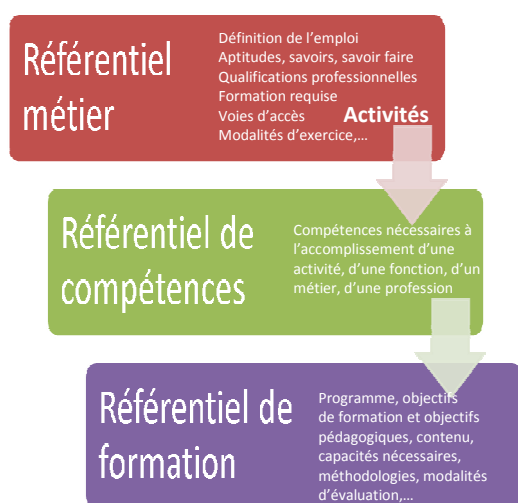 Référentiel
métier
Définition de l'emploi
Aptitudes, savoirs, savoir faire
Qualifications professionnelles
Formation requise
Voies d'accès Activités
Modalités d'exercice,…
Référentiel de
compétences
Compétences nécessaires à
l'accomplissement d'une
activité, d'une fonction, d'un
métier, d'une profession
Référentiel de
formation
Programme, objectifs
de formation et objectifs
pédagogiques, contenu,
capacités nécessaires,
méthodologies, modalités
d'évaluation,…